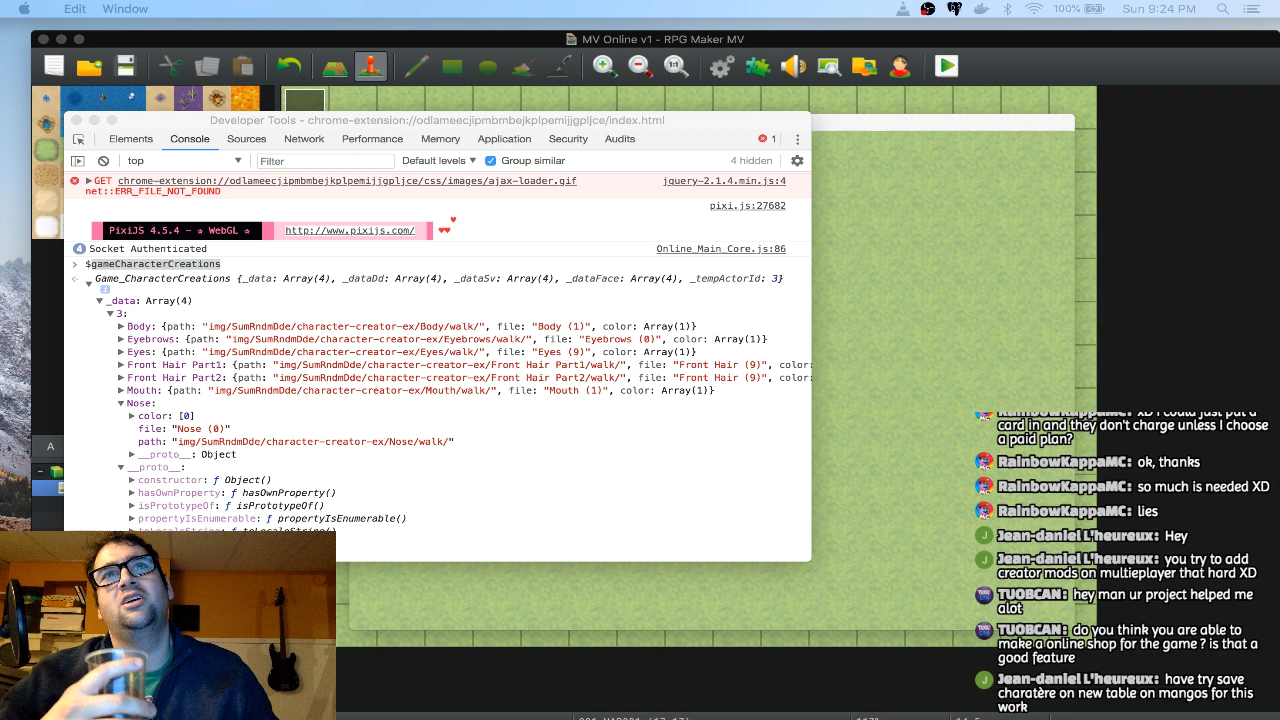 Edit Window 100% Sun 9:24 PM
MV Online v1 - RPG Maker MV
1:1
Developer Tools - chrome-extension://odlameecjipmbmbejkplpemijjgpljce/index.html
Elements Console Sources Network Performance Memory Application Security Audits 1
top Filter Default levels Group similar 4 hidden
GET chrome-extension://odlameecjipmbmbejkplpemijjgpljce/css/images/ajax-loader.gif jquery-2.1.4.min.js:4
net::ERR_FILE_NOT_FOUND
pixi.js:27682
PixiJS 4.5.4 - ✰ WebGL ✰ http://www.pixijs.com/ ♥♥♥
4 Socket Authenticated Online_Main_Core.js:86
> $gameCharacterCreations
Game_CharacterCreations {_data: Array(4), _dataDd: Array(4), _dataSv: Array(4), _dataFace: Array(4), _tempActorId: 3}
_data: Array(4)
3:
Body: {path: "img/SumRndmDde/character-creator-ex/Body/walk/", file: "Body (1)", color: Array(1)}
Eyebrows: {path: "img/SumRndmDde/character-creator-ex/Eyebrows/walk/", file: "Eyebrows (0)", color: Array(1)}
Eyes: {path: "img/SumRndmDde/character-creator-ex/Eyes/walk/", file: "Eyes (9)", color: Array(1)}
Front Hair Part1: {path: "img/SumRndmDde/character-creator-ex/Front Hair Part1/walk/", file: "Front Hair (9)", color:
Front Hair Part2: {path: "img/SumRndmDde/character-creator-ex/Front Hair Part2/walk/", file: "Front Hair (9)", color:
Mouth: {path: "img/SumRndmDde/character-creator-ex/Mouth/walk/", file: "Mouth (1)", color: Array(1)}
Nose:
color: [0]
file: "Nose (0)"
path: "img/SumRndmDde/character-creator-ex/Nose/walk/"
__proto__: Object
__proto__:
constructor: ƒ Object()
hasOwnProperty: ƒ hasOwnProperty()
isPrototypeOf: ƒ isPrototypeOf()
propertyIsEnumerable: ƒ propertyIsEnumerable()
toLocaleString: ƒ toLocaleString()
A
RainbowKappaMC: XD I could just put a
card in and they don't charge unless I choose
a paid plan?
RainbowKappaMC: ok, thanks
RainbowKappaMC: so much is needed XD
RainbowKappaMC: lies
J Jean-daniel L'heureux: Hey
J Jean-daniel L'heureux: you try to add
creator mods on multieplayer that hard XD
TUOBCAN: hey man ur project helped me
alot
TUOBCAN: do you think you are able to
make a online shop for the game ? is that a
good feature
J Jean-daniel L'heureux: have try save
charatère on new table on mangos for this
work